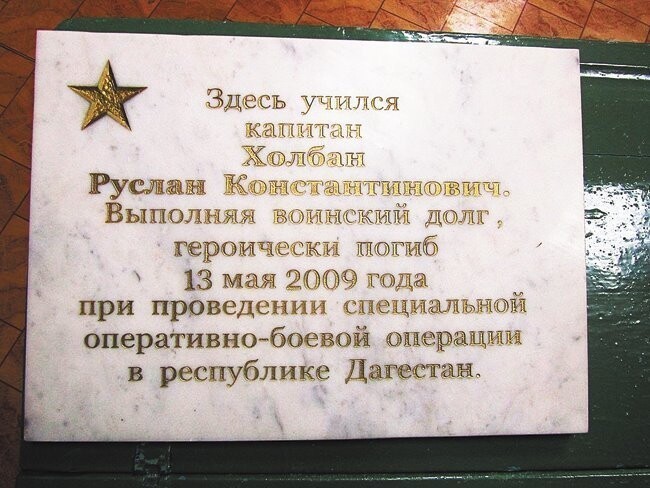 Здесь учился
капитан
Холбан
Руслан Константинович.
Выполняя воинский долг,
героически погиб
13 мая 2009 года
при проведении специальной
оперативно-боевой операции
в республике Дагестан.